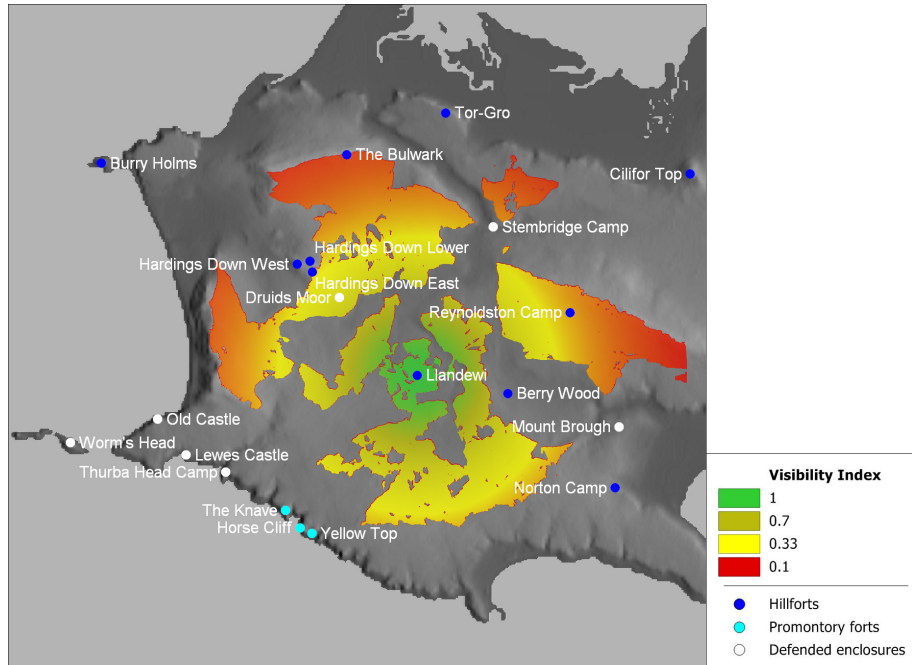 Tor-Gro
The Bulwark
Burry Holms
Cilifor Top
Stembridge Camp
Hardings Down Lower
Hardings Down West
Hardings Down East
Druids Moor
Reynoldston Camp
Llandewi
Berry Wood
Old Castle
Mount Brough
Worm's Head
Lewes Castle
Thurba Head Camp
Norton Camp
The Knave
Horse Cliff
Yellow Top
Visibility Index
1
0.7
0.33
0.1
Hillforts
Promontory forts
Defended enclosures